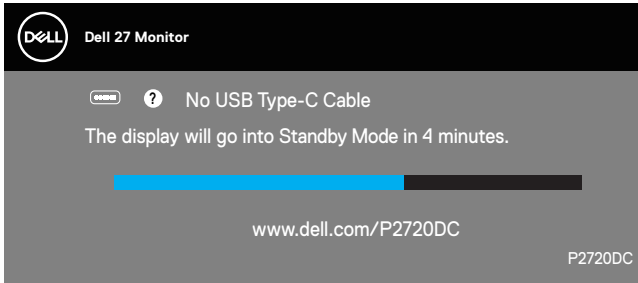 DELL
Dell 27 Monitor
? No USB Type-C Cable
The display will go into Standby Mode in 4 minutes.
www.dell.com/P2720DC
P2720DC